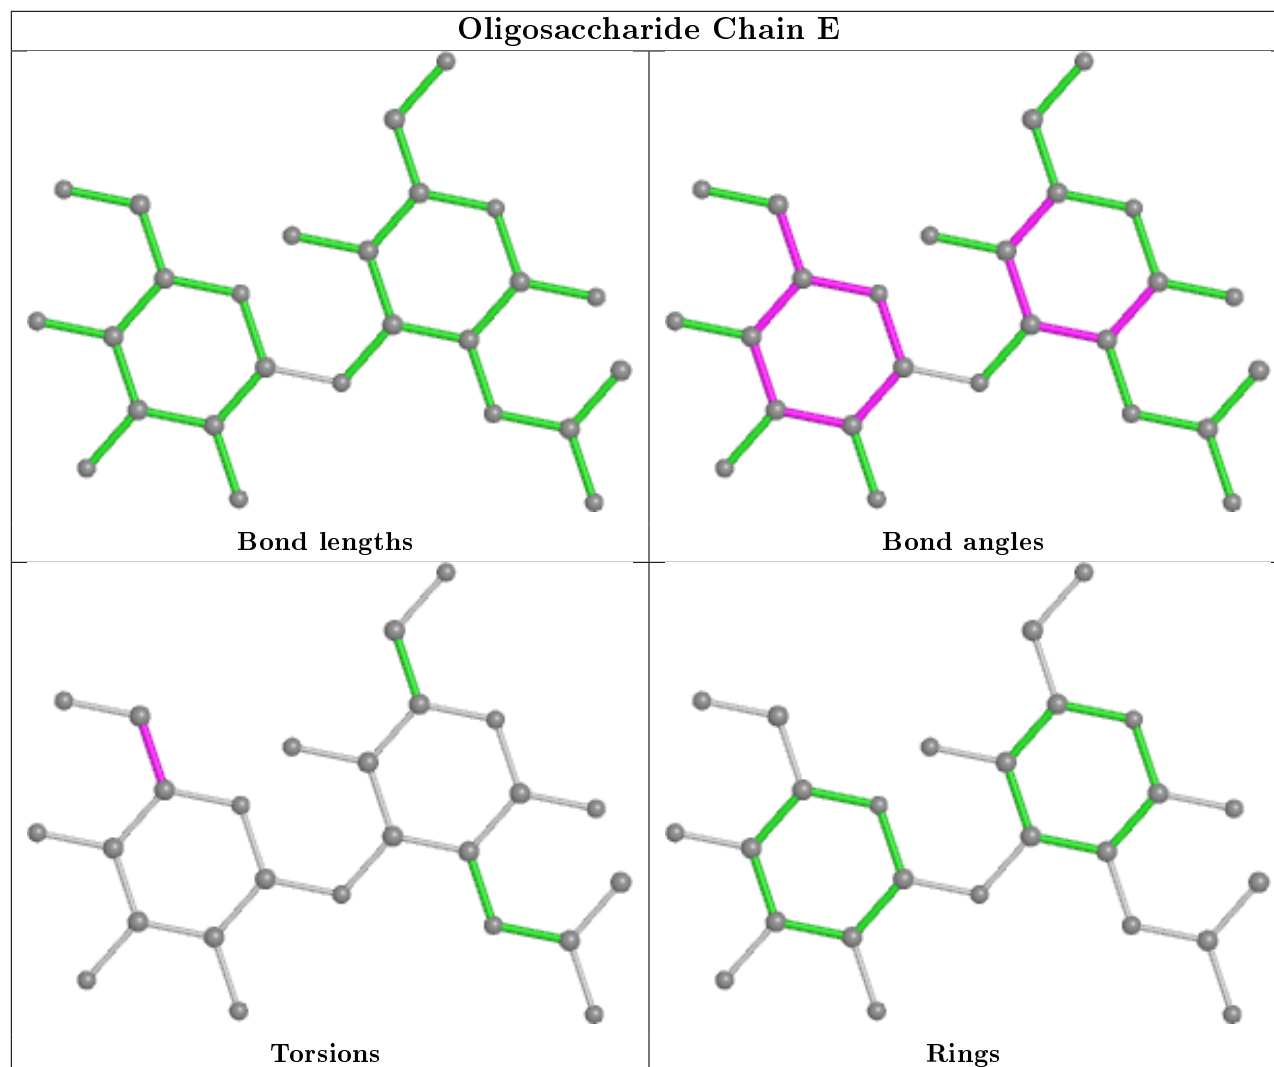 Oligosaccharide Chain E
Bond lengths
Bond angles
Torsions
Rings